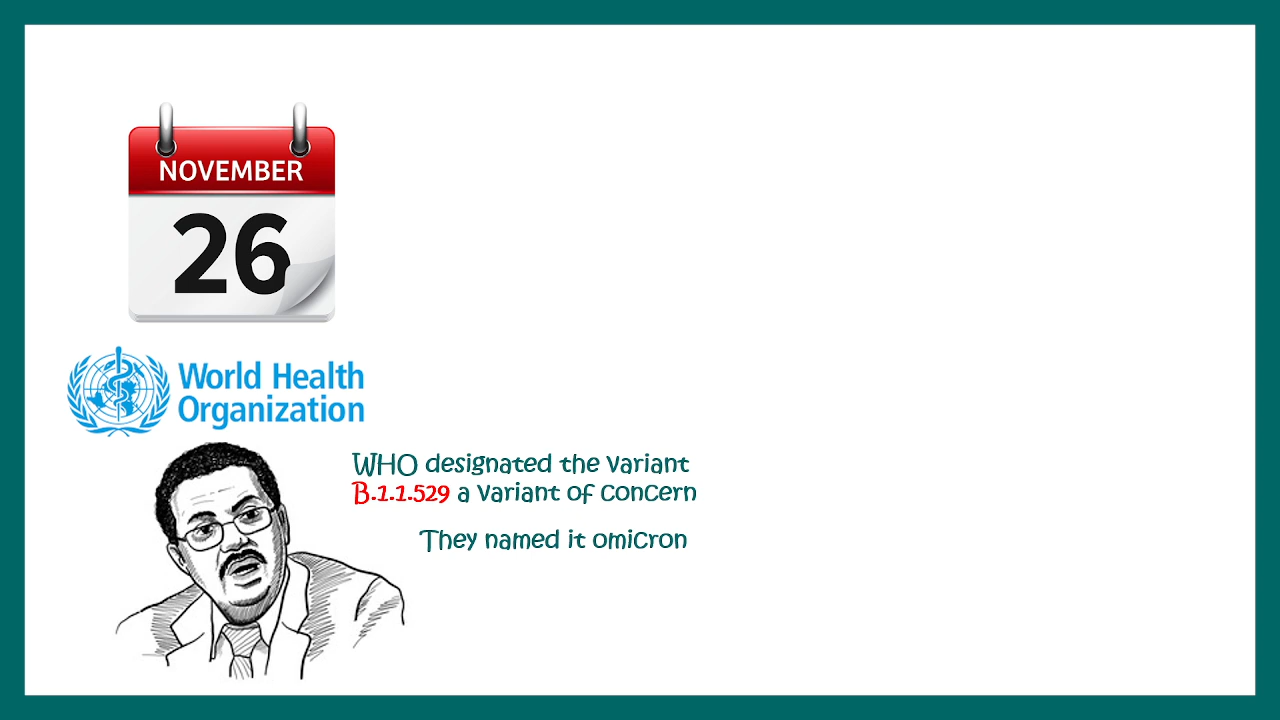 NOVEMBER
26
World Health
Organization
WHO designated the variant
B.1.1.529 a variant of concern
They named it omicron